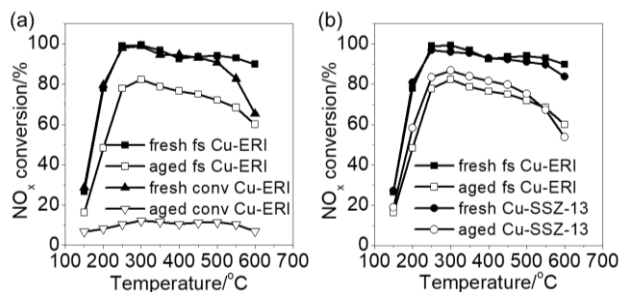 (a)
100
80
60
40
20
0
NOx conversion/%
fresh fs Cu-ERI
aged fs Cu-ERI
fresh conv Cu-ERI
aged conv Cu-ERI
100 200 300 400 500 600 700
Temperature/°C
(b)
100
80
60
40
20
0
NOx conversion/%
fresh fs Cu-ERI
aged fs Cu-ERI
fresh Cu-SSZ-13
aged Cu-SSZ-13
100 200 300 400 500 600 700
Temperature/°C